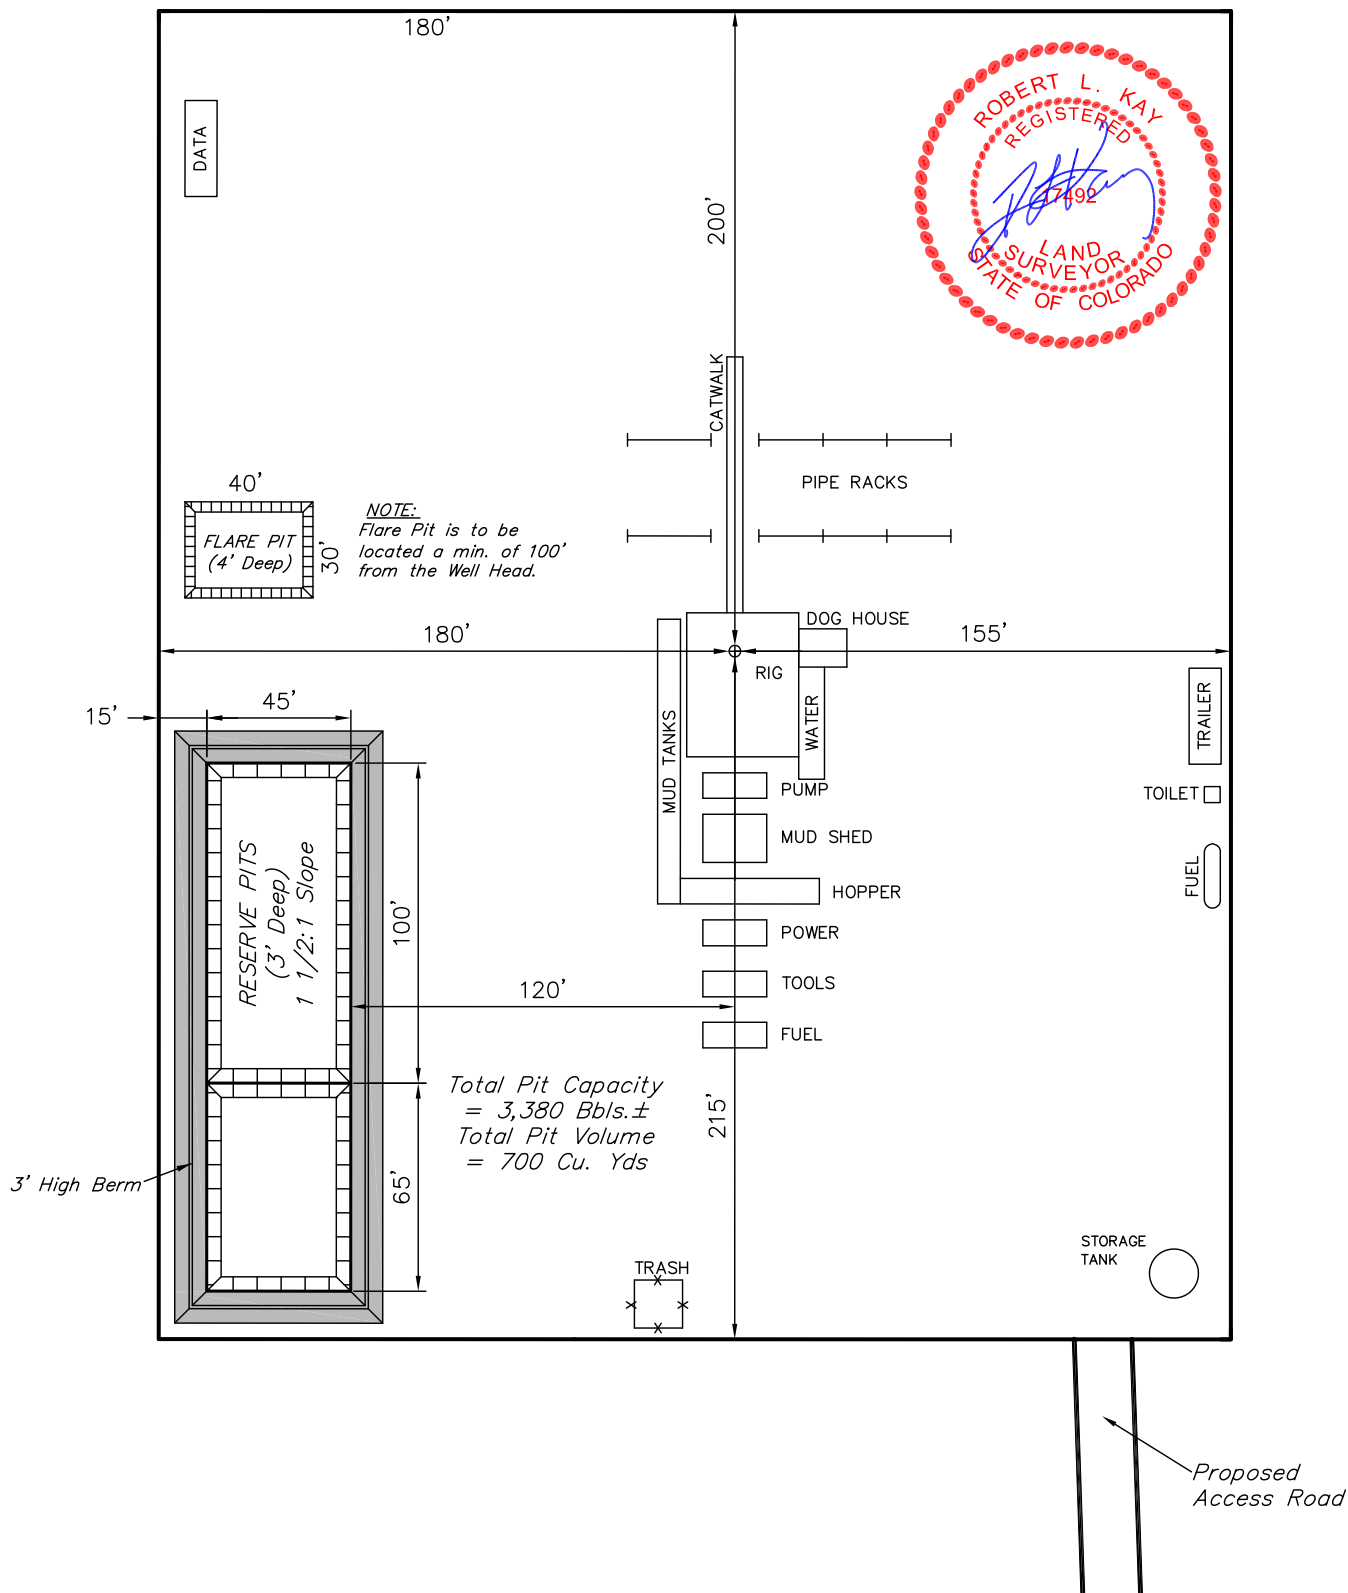 180'
DATA
200'
ROBERT L. KAY
REGISTERED
17492
LAND
SURVEYOR
STATE OF COLORADO
CATWALK
PIPE RACKS
40'
FLARE PIT
(4' Deep)
30'
NOTE:
Flare Pit is to be
located a min. of 100'
from the Well Head.
180'
DOG HOUSE
155'
RIG
15'
45'
MUD TANKS
WATER
TRAILER
PUMP
TOILET
MUD SHED
FUEL
HOPPER
RESERVE PITS
(3' Deep)
1 1/2:1 Slope
100'
POWER
TOOLS
120'
FUEL
Total Pit Capacity
= 3,380 Bbls.±
Total Pit Volume
= 700 Cu. Yds
215'
65'
3' High Berm
STORAGE
TANK
TRASH
Proposed
Access Road